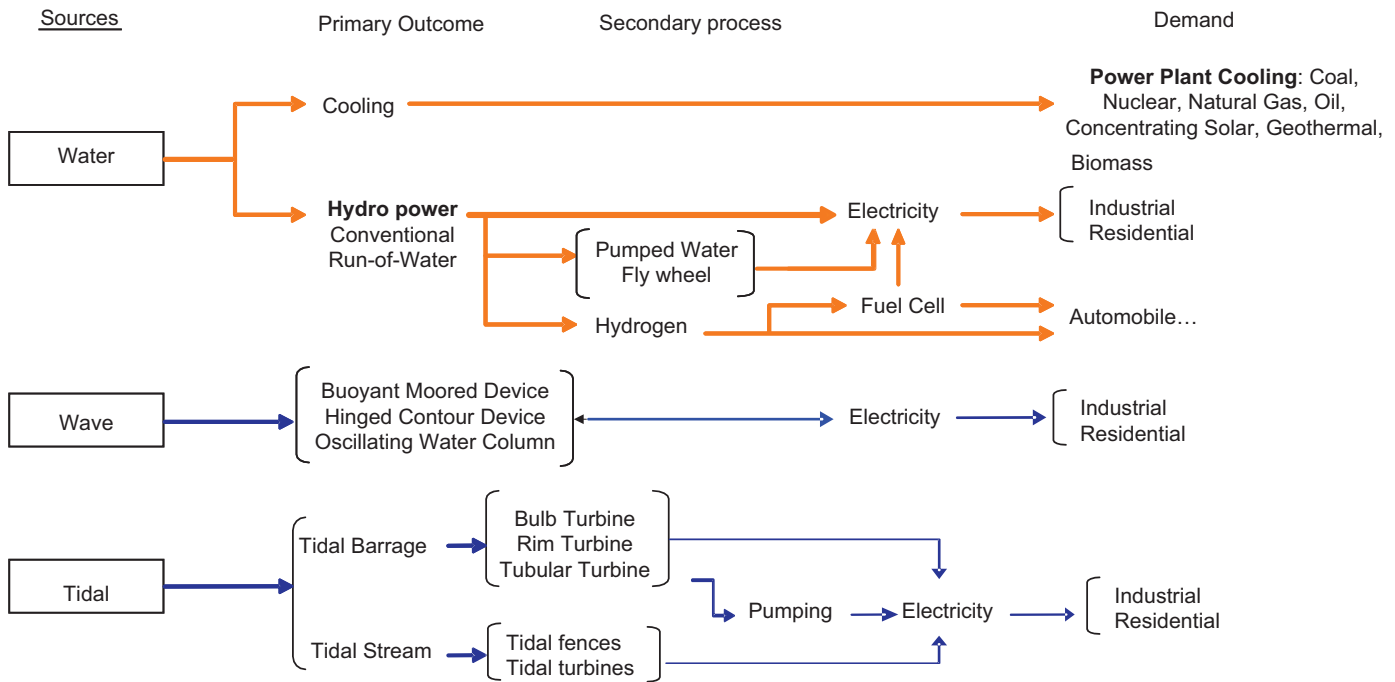 Sources
Primary Outcome
Secondary process
Demand
Water
Cooling
Power Plant Cooling: Coal,
Nuclear, Natural Gas, Oil,
Concentrating Solar, Geothermal,
Biomass
Hydro power
Conventional
Run-of-Water
Pumped Water
Fly wheel
Hydrogen
Electricity
Fuel Cell
Industrial
Residential
Automobile…
Wave
Buoyant Moored Device
Hinged Contour Device
Oscillating Water Column
Electricity
Industrial
Residential
Tidal
Tidal Barrage
Bulb Turbine
Rim Turbine
Tubular Turbine
Tidal Stream
Tidal fences
Tidal turbines
Pumping
Electricity
Industrial
Residential